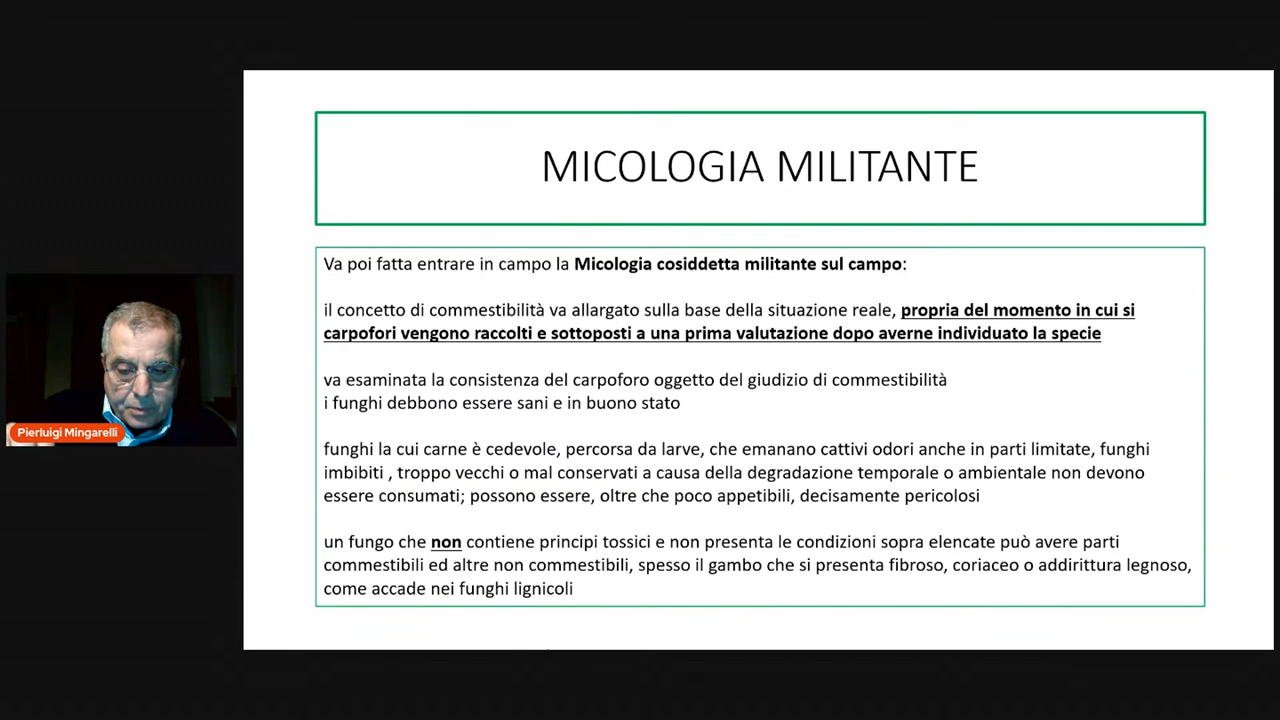 MICOLOGIA MILITANTE
Va poi fatta entrare in campo la Micologia cosiddetta militante sul campo:
il concetto di commestibilità va allargato sulla base della situazione reale, propria del momento in cui si
carpofori vengono raccolti e sottoposti a una prima valutazione dopo averne individuato la specie
va esaminata la consistenza del carpoforo oggetto del giudizio di commestibilità
i funghi debbono essere sani e in buono stato
funghi la cui carne è cedevole, percorsa da larve, che emanano cattivi odori anche in parti limitate, funghi
imbibiti , troppo vecchi o mal conservati a causa della degradazione temporale o ambientale non devono
essere consumati; possono essere, oltre che poco appetibili, decisamente pericolosi
un fungo che non contiene principi tossici e non presenta le condizioni sopra elencate può avere parti
commestibili ed altre non commestibili, spesso il gambo che si presenta fibroso, coriaceo o addirittura legnoso,
come accade nei funghi lignicoli
Pierluigi Mingarelli